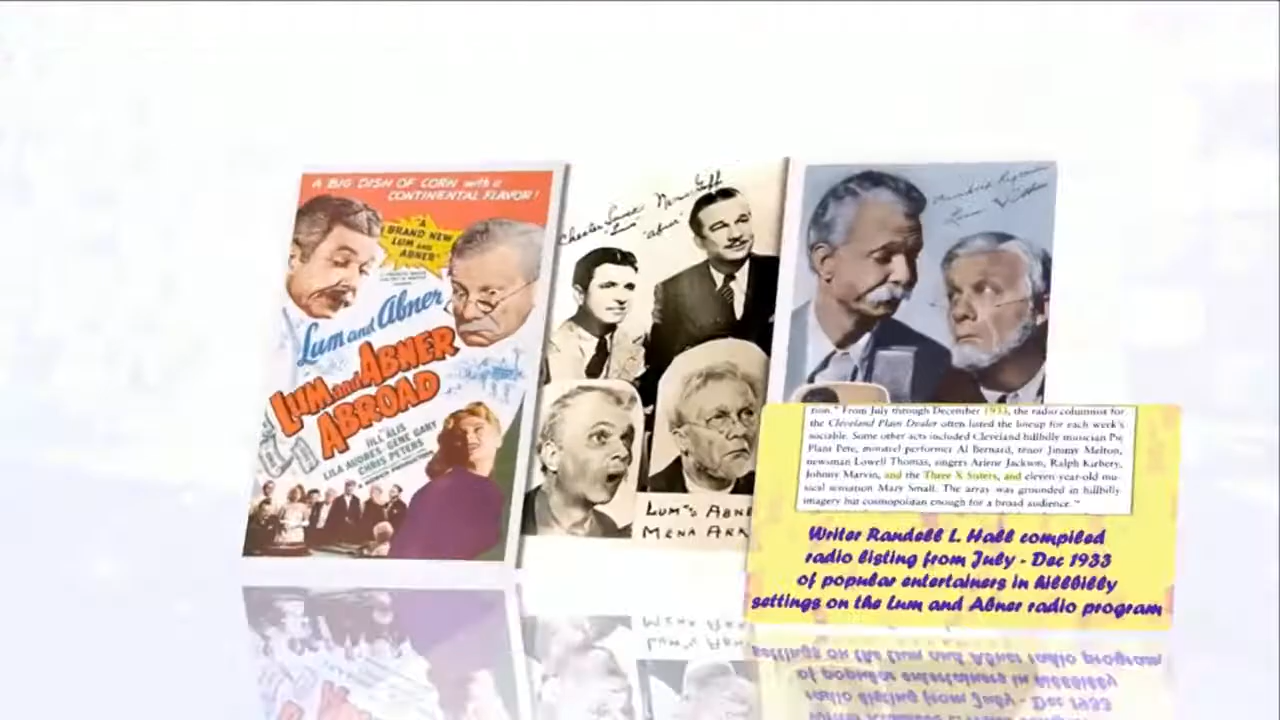 A BIG DISH OF CORN with a
CONTINENTAL FLAVOR!
"A
BRAND NEW
LUM AND
ABNER"
Lum and Abner
LUM and ABNER
ABROAD
JILL ALIS
LILA AUDRES GENE GARY
CHRIS PETERS
Chester Lauck Norris Goff
"Lum" "Abner"
LUM & ABNE
MENA ARK
tion." From July through December 1933, the radio columnist for
the Cleveland Plain Dealer often listed the lineup for each week's
sociable. Some other acts included Cleveland hillbilly musician Pie
Plant Pete, minstrel performer Al Bernard, tenor Jimmy Melton,
newsman Lowell Thomas, singers Arlene Jackson, Ralph Kirbery,
Johnny Marvin, and the Three X Sisters, and eleven-year-old mu-
sical sensation Mary Small. The array was grounded in hillbilly
imagery but cosmopolitan enough for a broad audience."
Writer Randell L. Hall compiled
radio listing from July - Dec 1933
of popular entertainers in hillbilly
settings on the Lum and Abner radio program